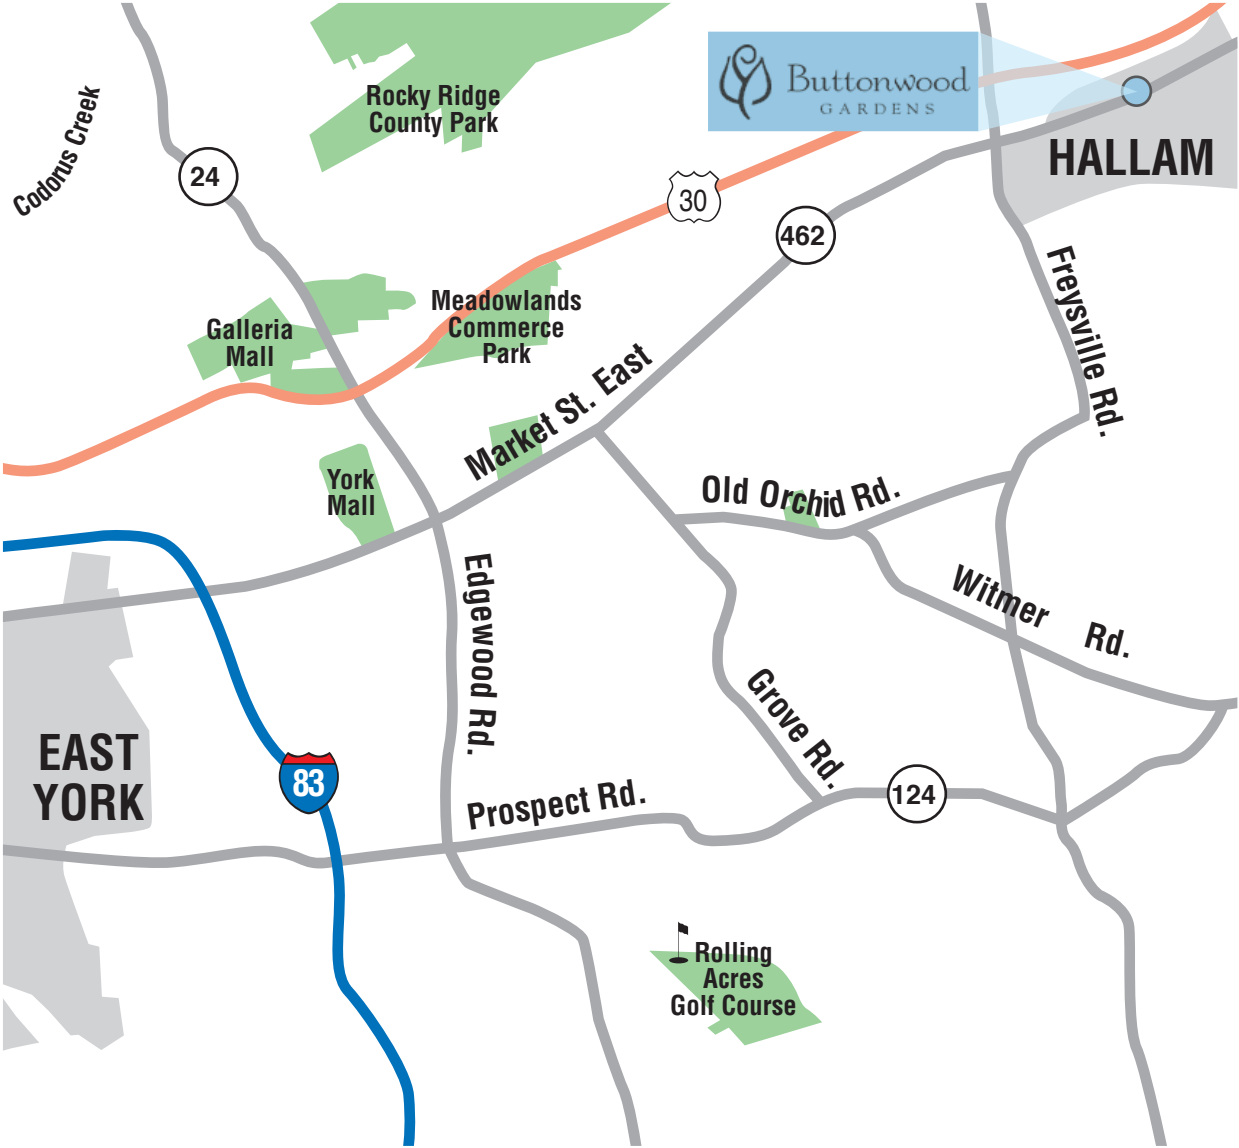 Buttonwood
GARDENS
Rocky Ridge
County Park
Codorus Creek
HALLAM
24
30
462
Freysville Rd.
Meadowlands
Commerce
Park
Galleria
Mall
Market St. East
York
Mall
Old Orchid Rd.
Edgewood Rd.
Witmer Rd.
Grove Rd.
EAST
YORK
83
Prospect Rd.
124
Rolling
Acres
Golf Course